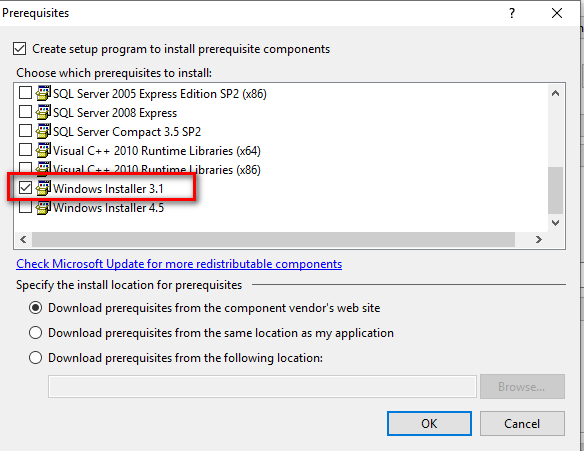 Prerequisites
Create setup program to install prerequisite components
Choose which prerequisites to install:
SQL Server 2005 Express Edition SP2 (x86)
SQL Server 2008 Express
SQL Server Compact 3.5 SP2
Visual C++ 2010 Runtime Libraries (x64)
Visual C++ 2010 Runtime Libraries (x86)
Windows Installer 3.1
Windows Installer 4.5
Check Microsoft Update for more redistributable components
Specify the install location for prerequisites
Download prerequisites from the component vendor's web site
Download prerequisites from the same location as my application
Download prerequisites from the following location:
Browse...
OK
Cancel